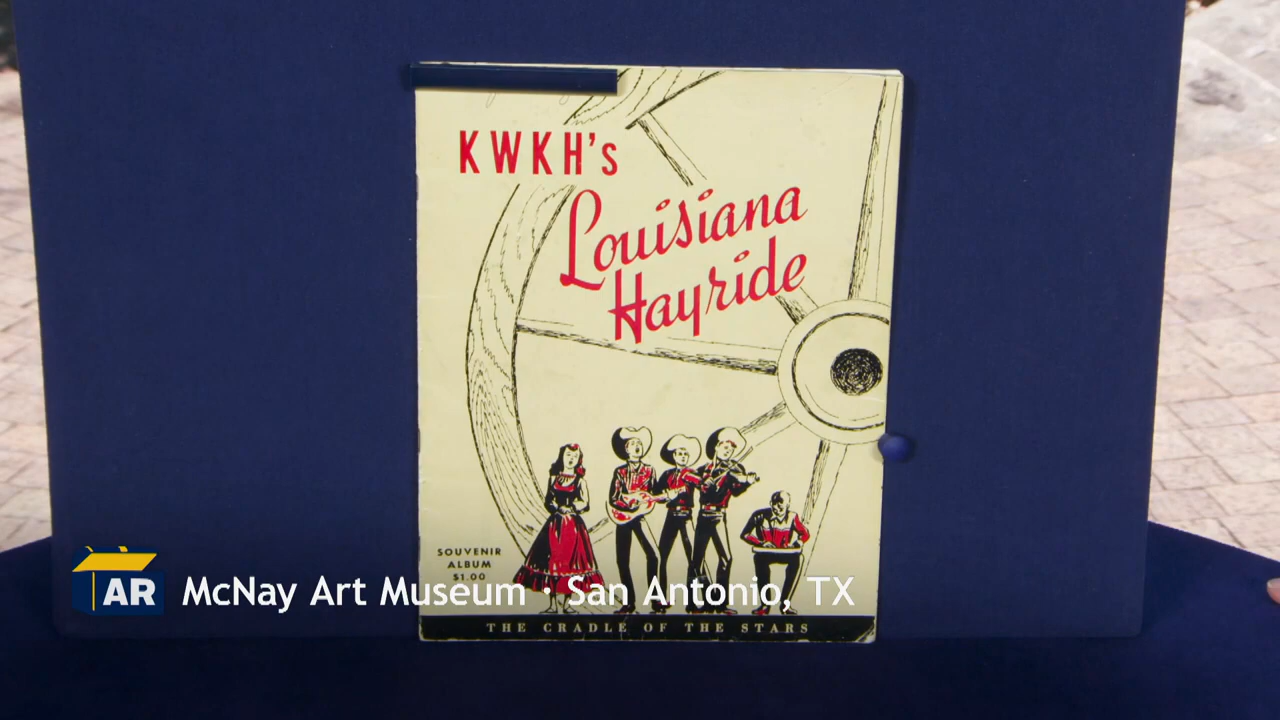 KWKH's
Louisiana
Hayride
SOUVENIR
ALBUM
$1.00
AR McNay Art Museum · San Antonio, TX
THE CRADLE OF THE STARS